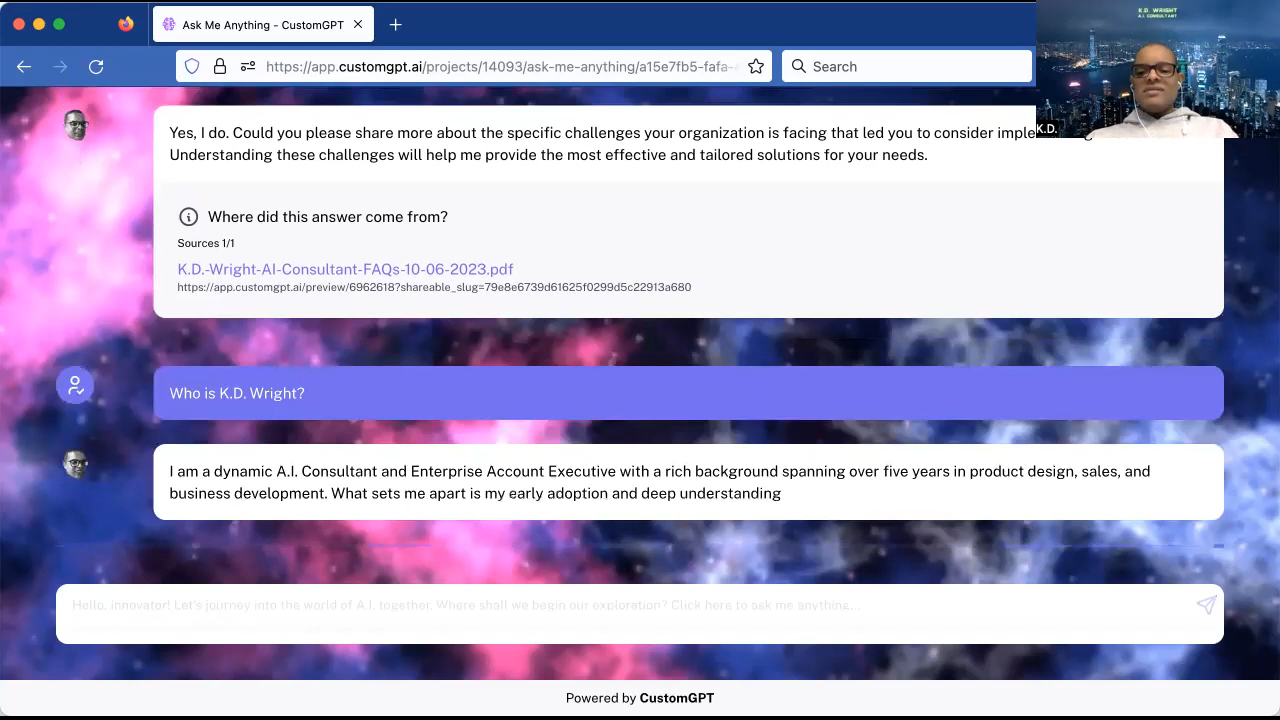 Ask Me Anything - CustomGPT
https://app.customgpt.ai/projects/14093/ask-me-anything/a15e7fb5-fafa-
Search
K.D. WRIGHT
A.I. CONSULTANT
K.D.
Yes, I do. Could you please share more about the specific challenges your organization is facing that led you to consider
Understanding these challenges will help me provide the most effective and tailored solutions for your needs.
Where did this answer come from?
Sources 1/1
K.D.-Wright-AI-Consultant-FAQs-10-06-2023.pdf
https://app.customgpt.ai/preview/6962618?shareable_slug=79e8e6739d61625f0299d5c22913a680
Who is K.D. Wright?
I am a dynamic A.I. Consultant and Enterprise Account Executive with a rich background spanning over five years in product design, sales, and
business development. What sets me apart is my early adoption and deep understanding
Hello, innovator! Let's journey into the world of A.I. together. Where shall we begin our exploration? Click here to ask me anything...
Powered by CustomGPT